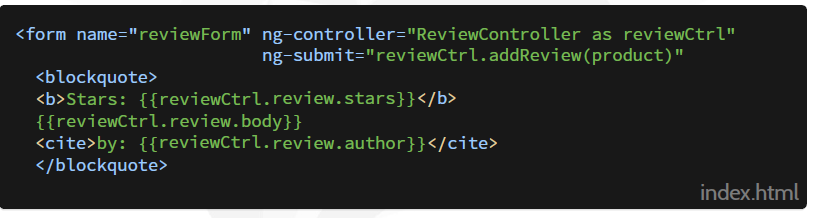 <form name="reviewForm" ng-controller="ReviewController as reviewCtrl"
ng-submit="reviewCtrl.addReview(product)"
<blockquote>
<b>Stars: {{reviewCtrl.review.stars}}</b>
{{reviewCtrl.review.body}}
<cite>by: {{reviewCtrl.review.author}}</cite>
</blockquote>
index.html